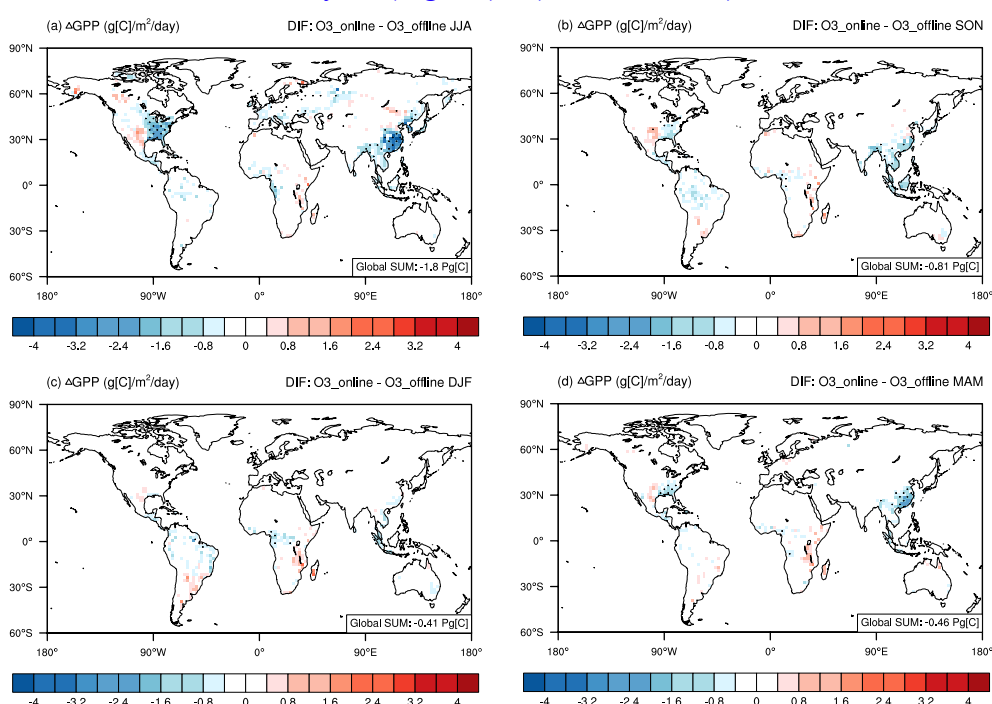 (a) △GPP (g[C]/m²/day) DIF: O3_online - O3_offline JJA
90°N
60°N
30°N
0°
30°S
60°S
Global SUM: -1.8 Pg[C]
180° 90°W 0° 90°E 180°
-4 -3.2 -2.4 -1.6 -0.8 0 0.8 1.6 2.4 3.2 4
(b) △GPP (g[C]/m²/day) DIF: O3_online - O3_offline SON
90°N
60°N
30°N
0°
30°S
60°S
Global SUM: -0.81 Pg[C]
180° 90°W 0° 90°E 180°
-4 -3.2 -2.4 -1.6 -0.8 0 0.8 1.6 2.4 3.2 4
(c) △GPP (g[C]/m²/day) DIF: O3_online - O3_offline DJF
90°N
60°N
30°N
0°
30°S
60°S
Global SUM: -0.41 Pg[C]
180° 90°W 0° 90°E 180°
-4 -3.2 -2.4 -1.6 -0.8 0 0.8 1.6 2.4 3.2 4
(d) △GPP (g[C]/m²/day) DIF: O3_online - O3_offline MAM
90°N
60°N
30°N
0°
30°S
60°S
Global SUM: -0.46 Pg[C]
180° 90°W 0° 90°E 180°
-4 -3.2 -2.4 -1.6 -0.8 0 0.8 1.6 2.4 3.2 4